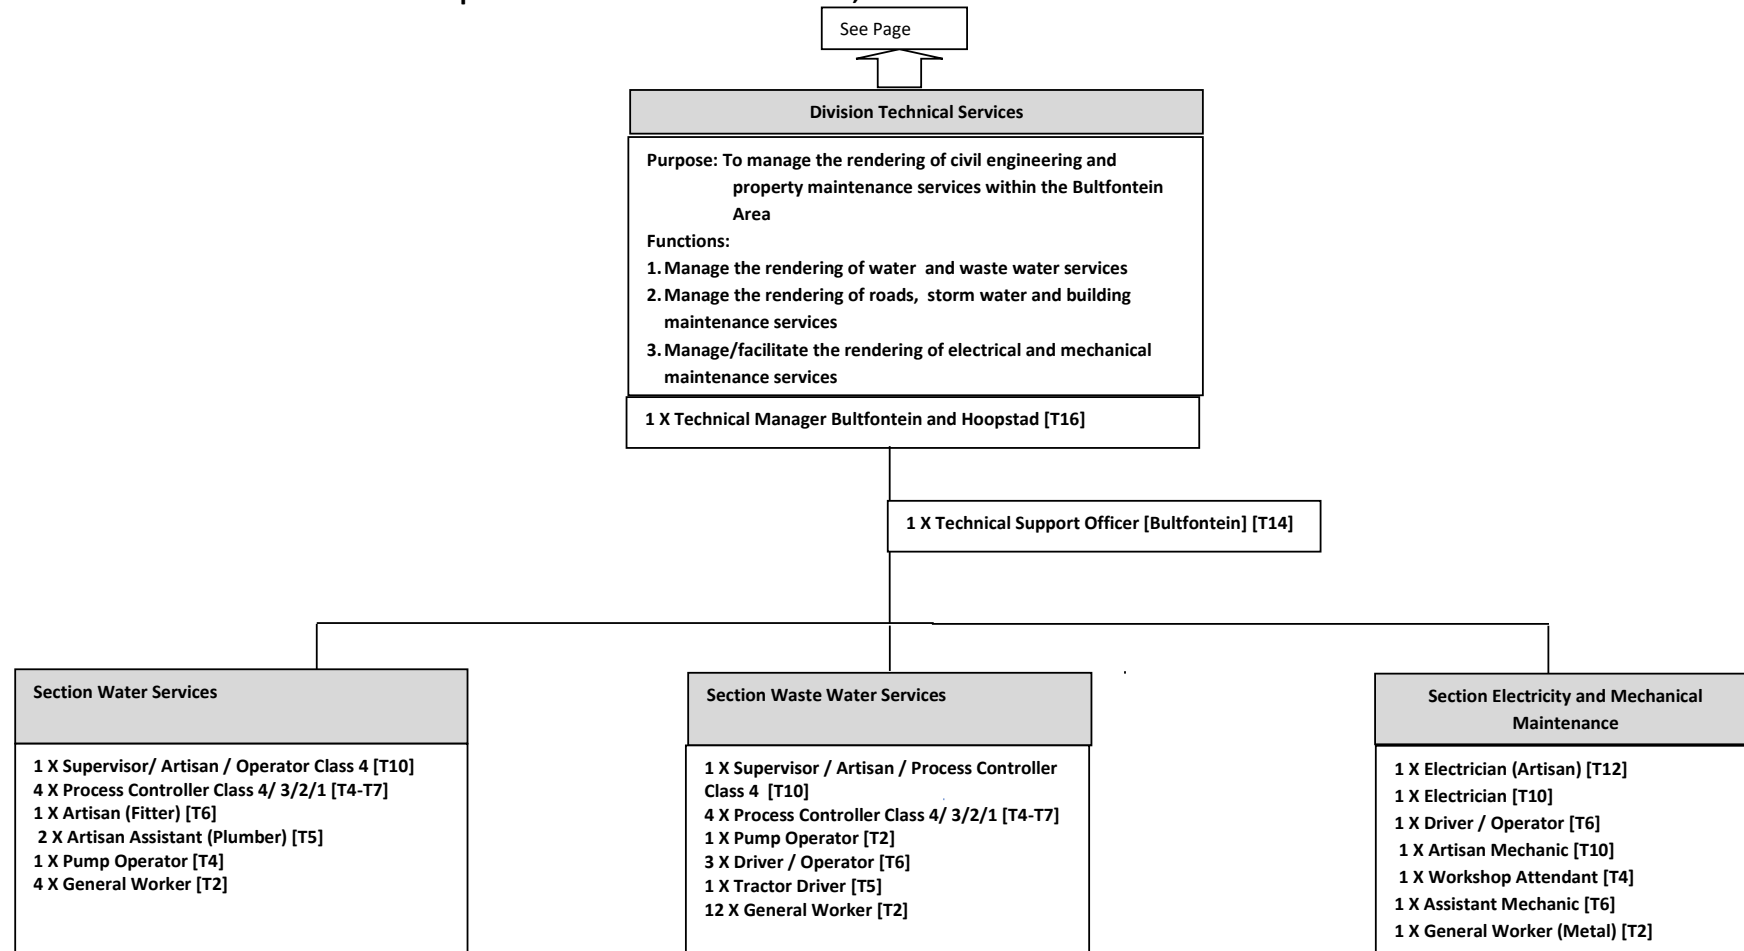 See Page
Division Technical Services
Purpose: To manage the rendering of civil engineering and
property maintenance services within the Bultfontein
Area
Functions:
1. Manage the rendering of water and waste water services
2. Manage the rendering of roads, storm water and building
maintenance services
3. Manage/facilitate the rendering of electrical and mechanical
maintenance services
1 X Technical Manager Bultfontein and Hoopstad [T16]
1 X Technical Support Officer [Bultfontein] [T14]
Section Water Services
1 X Supervisor/ Artisan / Operator Class 4 [T10]
4 X Process Controller Class 4/ 3/2/1 [T4-T7]
1 X Artisan (Fitter) [T6]
2 X Artisan Assistant (Plumber) [T5]
1 X Pump Operator [T4]
4 X General Worker [T2]
Section Waste Water Services
1 X Supervisor / Artisan / Process Controller
Class 4 [T10]
4 X Process Controller Class 4/ 3/2/1 [T4-T7]
1 X Pump Operator [T2]
3 X Driver / Operator [T6]
1 X Tractor Driver [T5]
12 X General Worker [T2]
Section Electricity and Mechanical
Maintenance
1 X Electrician (Artisan) [T12]
1 X Electrician [T10]
1 X Driver / Operator [T6]
1 X Artisan Mechanic [T10]
1 X Workshop Attendant [T4]
1 X Assistant Mechanic [T6]
1 X General Worker (Metal) [T2]